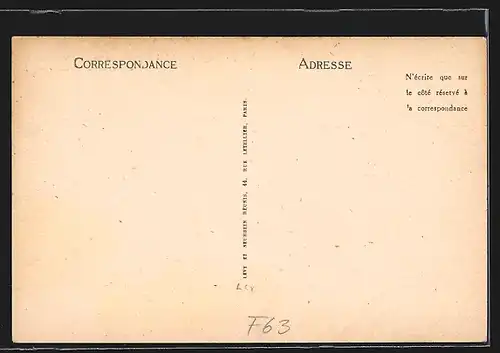 CORRESPONDANCE
ADRESSE
N'écrire que sur
le côté réservé à
la correspondance
LEVY ET NEURDEIN RÉUNIS, 44, RUE LETELLIER, PARIS.
F63